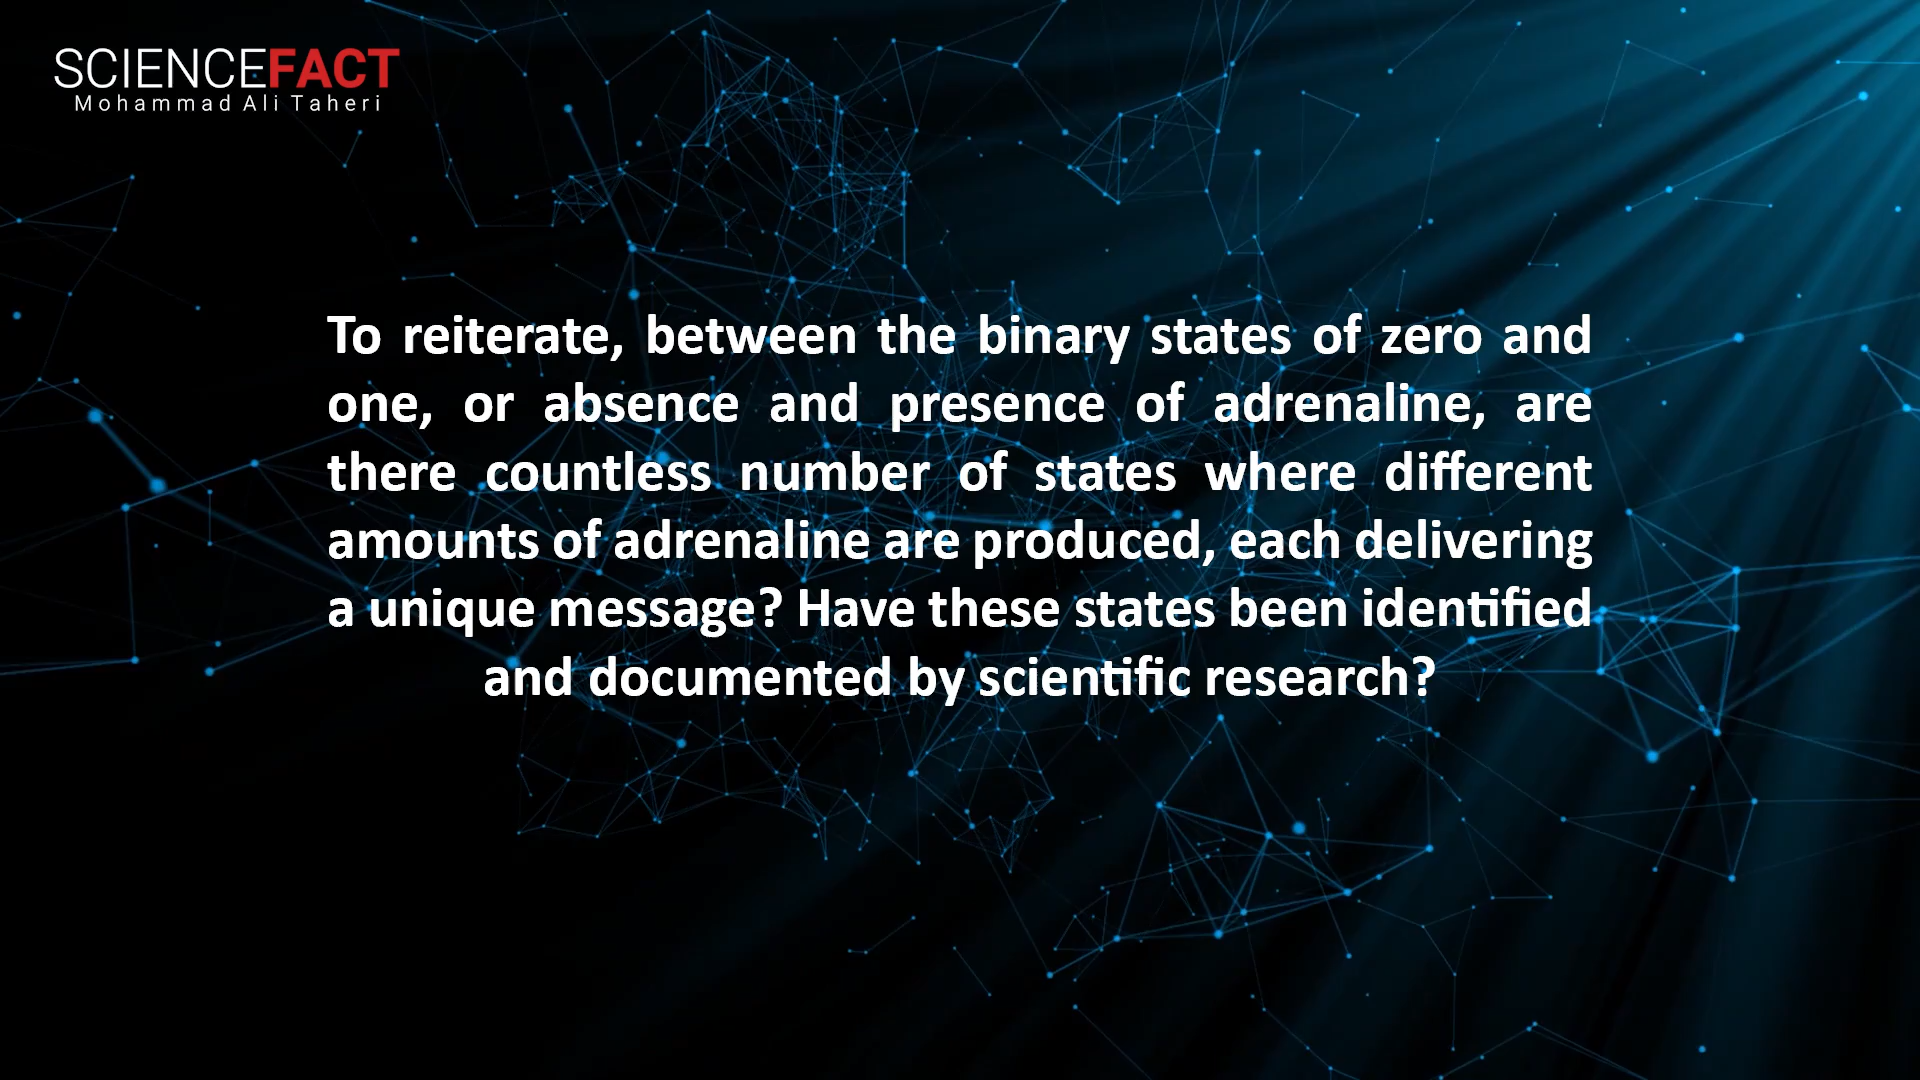 SCIENCEFACT
Mohammad Ali Taheri
To reiterate, between the binary states of zero and
one, or absence and presence of adrenaline, are
there countless number of states where different
amounts of adrenaline are produced, each delivering
a unique message? Have these states been identified
and documented by scientific research?